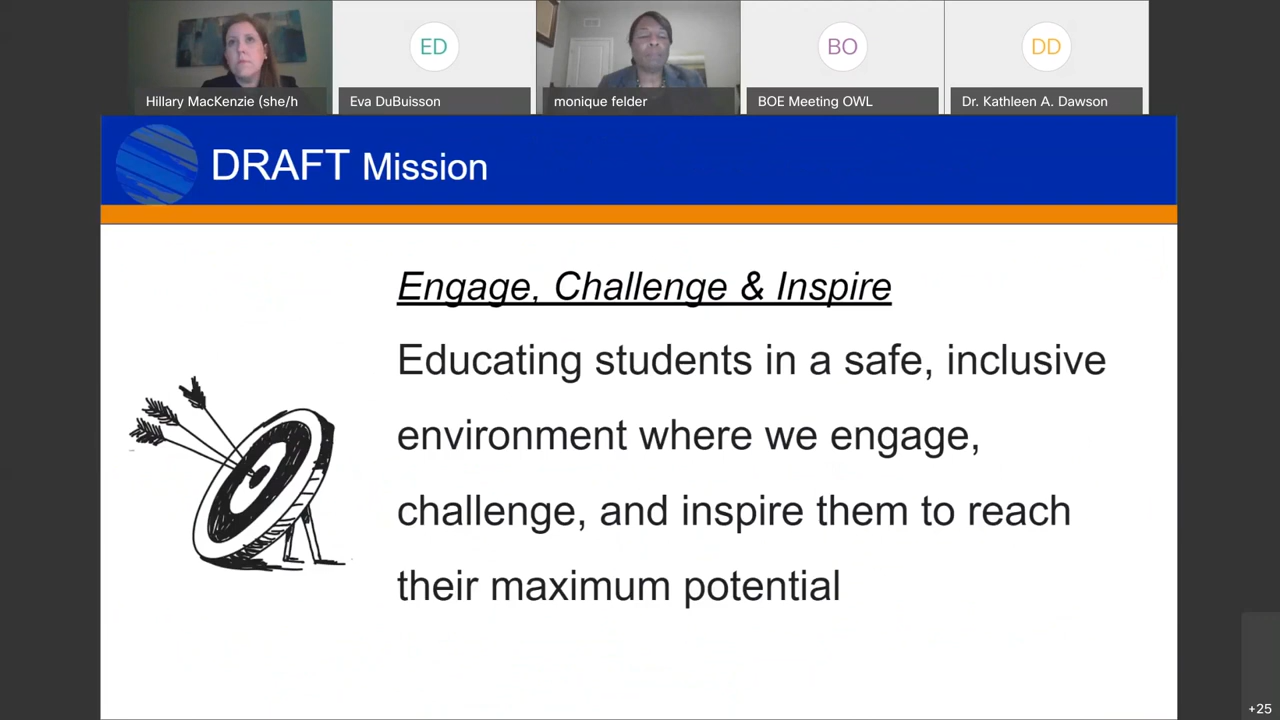 ED
BO
DD
Hillary MacKenzie (she/h
Eva DuBuisson
monique felder
BOE Meeting OWL
Dr. Kathleen A. Dawson
DRAFT Mission
Engage, Challenge & Inspire
Educating students in a safe, inclusive
environment where we engage,
challenge, and inspire them to reach
their maximum potential
+25